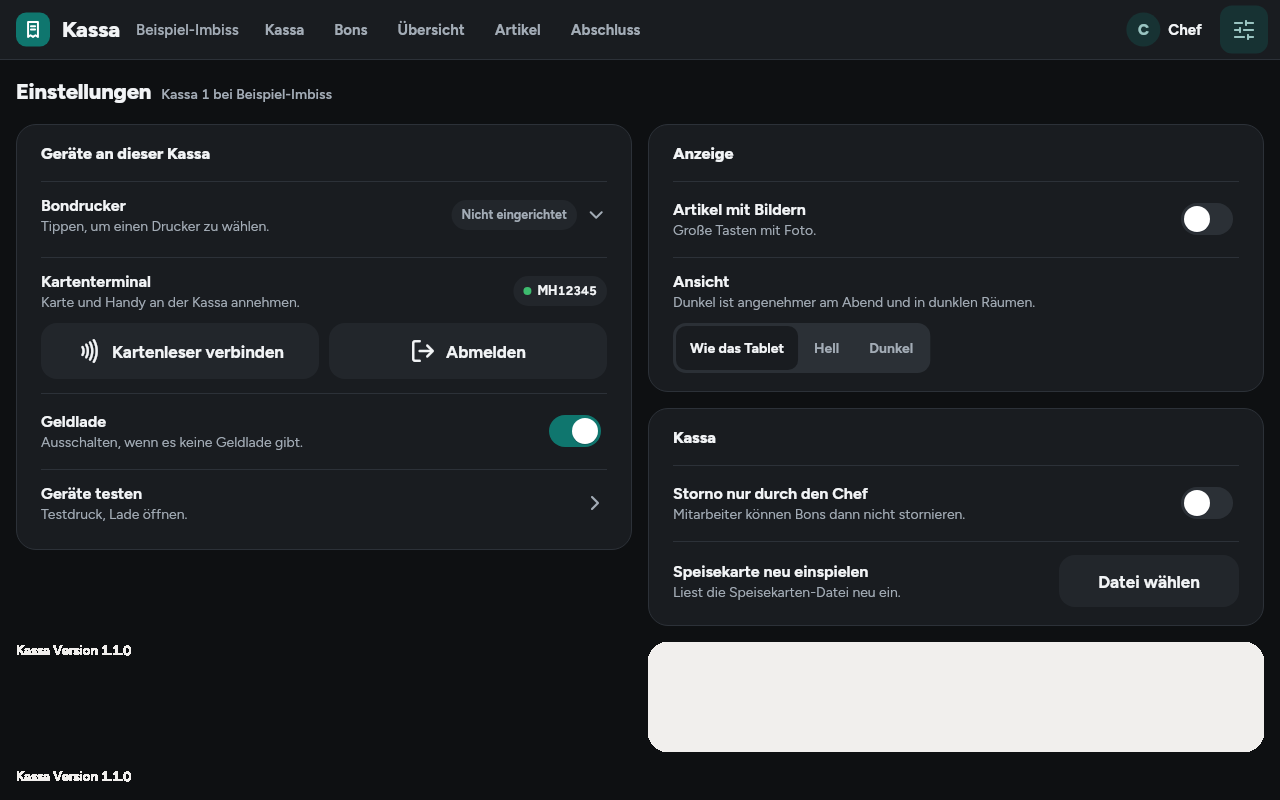 Kassa Beispiel-Imbiss Kassa Bons Übersicht Artikel Abschluss C Chef
Einstellungen Kassa 1 bei Beispiel-Imbiss
Geräte an dieser Kassa
Bondrucker
Tippen, um einen Drucker zu wählen.
Nicht eingerichtet
Kartenterminal
Karte und Handy an der Kassa annehmen.
MH12345
Kartenleser verbinden
Abmelden
Geldlade
Ausschalten, wenn es keine Geldlade gibt.
Geräte testen
Testdruck, Lade öffnen.
Anzeige
Artikel mit Bildern
Große Tasten mit Foto.
Ansicht
Dunkel ist angenehmer am Abend und in dunklen Räumen.
Wie das Tablet Hell Dunkel
Kassa
Storno nur durch den Chef
Mitarbeiter können Bons dann nicht stornieren.
Speisekarte neu einspielen
Liest die Speisekarten-Datei neu ein.
Datei wählen
Kassa Version 1.1.0
Kassa Version 1.1.0